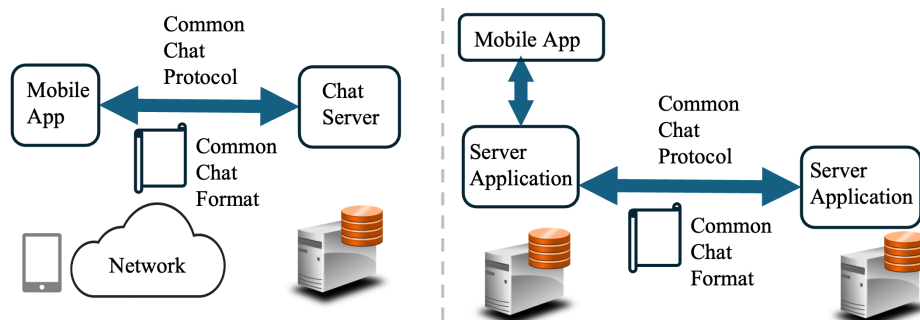 Common
Chat
Protocol
Mobile
App
Chat
Server
Common
Chat
Format
Network
Mobile App
Server
Application
Common
Chat
Protocol
Server
Application
Common
Chat
Format